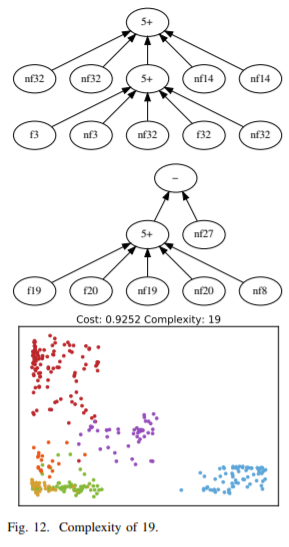 5+
nf32 nf32 5+ nf14 nf14
f3 nf3 nf32 f32 nf32
−
5+ nf27
f19 f20 nf19 nf20 nf8
Cost: 0.9252 Complexity: 19
Fig. 12. Complexity of 19.